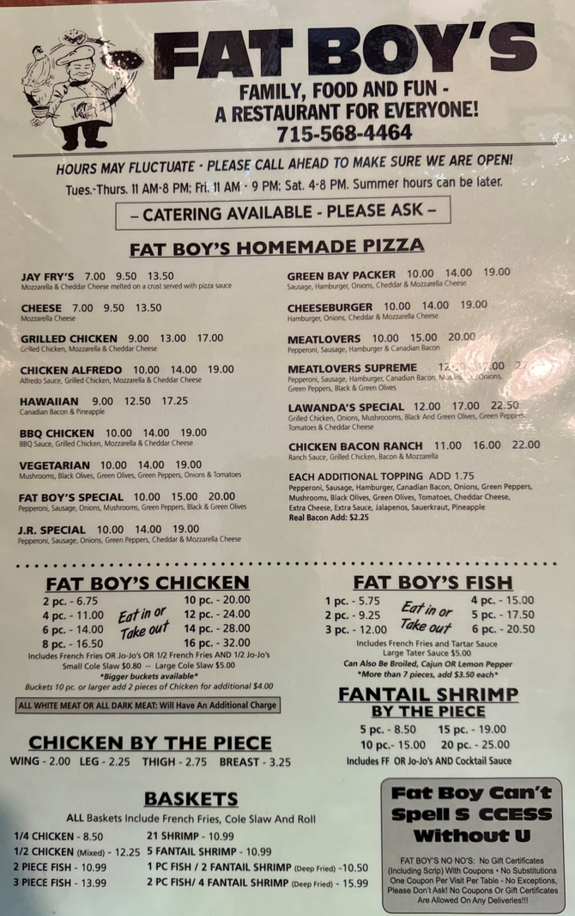 FAT BOY'S
FAMILY, FOOD AND FUN -
A RESTAURANT FOR EVERYONE!
715-568-4464
HOURS MAY FLUCTUATE - PLEASE CALL AHEAD TO MAKE SURE WE ARE OPEN!
Tues.-Thurs. 11 AM-8 PM; Fri. 11 AM - 9 PM; Sat. 4-8 PM. Summer hours can be later.
– CATERING AVAILABLE - PLEASE ASK –
FAT BOY'S HOMEMADE PIZZA
JAY FRY'S 7.00 9.50 13.50
Mozzarella & Cheddar Cheese melted on a crust served with pizza sauce
CHEESE 7.00 9.50 13.50
Mozzarella Cheese
GRILLED CHICKEN 9.00 13.00 17.00
Grilled Chicken, Mozzarella & Cheddar Cheese
CHICKEN ALFREDO 10.00 14.00 19.00
Alfredo Sauce, Grilled Chicken, Mozzarella & Cheddar Cheese
HAWAIIAN 9.00 12.50 17.25
Canadian Bacon & Pineapple
BBQ CHICKEN 10.00 14.00 19.00
BBQ Sauce, Grilled Chicken, Mozzarella & Cheddar Cheese
VEGETARIAN 10.00 14.00 19.00
Mushrooms, Black Olives, Green Olives, Green Peppers, Onions & Tomatoes
FAT BOY'S SPECIAL 10.00 15.00 20.00
Pepperoni, Sausage, Onions, Mushrooms, Green Peppers, Black & Green Olives
J.R. SPECIAL 10.00 14.00 19.00
Pepperoni, Sausage, Onions, Green Peppers, Cheddar & Mozzarella Cheese
GREEN BAY PACKER 10.00 14.00 19.00
Sausage, Hamburger, Onions, Cheddar & Mozzarella Cheese
CHEESEBURGER 10.00 14.00 19.00
Hamburger, Onions, Cheddar & Mozzarella Cheese
MEATLOVERS 10.00 15.00 20.00
Pepperoni, Sausage, Hamburger & Canadian Bacon
MEATLOVERS SUPREME
Pepperoni, Sausage, Hamburger, Canadian Bacon, Onions,
Green Peppers, Black & Green Olives
LAWANDA'S SPECIAL 12.00 17.00 22.50
Grilled Chicken, Onions, Mushrooms, Black And Green Olives, Green Peppers,
Tomatoes & Cheddar Cheese
CHICKEN BACON RANCH 11.00 16.00 22.00
Ranch Sauce, Grilled Chicken, Bacon & Mozzarella
EACH ADDITIONAL TOPPING ADD 1.75
Pepperoni, Sausage, Hamburger, Canadian Bacon, Onions, Green Peppers,
Mushrooms, Black Olives, Green Olives, Tomatoes, Cheddar Cheese,
Extra Cheese, Extra Sauce, Jalapenos, Sauerkraut, Pineapple
Real Bacon Add: $2.25
FAT BOY'S CHICKEN
2 pc. - 6.75
4 pc. - 11.00
6 pc. - 14.00
8 pc. - 16.50
Eat in or
Take out
10 pc. - 20.00
12 pc. - 24.00
14 pc. - 28.00
16 pc. - 32.00
Includes French Fries OR Jo-Jo's OR 1/2 French Fries AND 1/2 Jo-Jo's
Small Cole Slaw $0.80 -- Large Cole Slaw $5.00
*Bigger buckets available*
Buckets 10 pc. or larger add 2 pieces of Chicken for additional $4.00
ALL WHITE MEAT OR ALL DARK MEAT: Will Have An Additional Charge
CHICKEN BY THE PIECE
WING - 2.00 LEG - 2.25 THIGH - 2.75 BREAST - 3.25
FAT BOY'S FISH
1 pc. - 5.75
2 pc. - 9.25
3 pc. - 12.00
Eat in or
Take out
4 pc. - 15.00
5 pc. - 17.50
6 pc. - 20.50
Includes French Fries and Tartar Sauce
Large Tater Sauce $5.00
Can Also Be Broiled, Cajun OR Lemon Pepper
*More than 7 pieces, add $3.50 each*
FANTAIL SHRIMP
BY THE PIECE
5 pc. - 8.50 15 pc. - 19.00
10 pc.- 15.00 20 pc. - 25.00
Includes FF OR Jo-Jo's AND Cocktail Sauce
BASKETS
ALL Baskets Include French Fries, Cole Slaw And Roll
1/4 CHICKEN - 8.50
1/2 CHICKEN (Mixed) - 12.25
2 PIECE FISH - 10.99
3 PIECE FISH - 13.99
21 SHRIMP - 10.99
5 FANTAIL SHRIMP - 10.99
1 PC FISH / 2 FANTAIL SHRIMP (Deep Fried) -10.50
2 PC FISH/ 4 FANTAIL SHRIMP (Deep Fried) - 15.99
Fat Boy Can't
Spell S CCESS
Without U
FAT BOY'S NO NO'S: No Gift Certificates
(Including Scrip) With Coupons • No Substitutions
One Coupon Per Visit Per Table - No Exceptions,
Please Don't Ask! No Coupons Or Gift Certificates
Are Allowed On Any Deliveries!!!